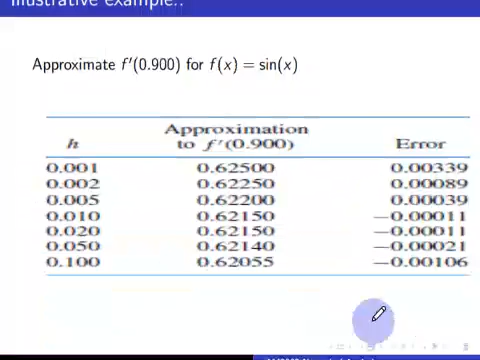 Illustrative example..
Approximate f′(0.900) for f(x) = sin(x)
Approximation
h to f′(0.900) Error
0.001 0.62500 0.00339
0.002 0.62250 0.00089
0.005 0.62200 0.00039
0.010 0.62150 −0.00011
0.020 0.62150 −0.00011
0.050 0.62140 −0.00021
0.100 0.62055 −0.00106